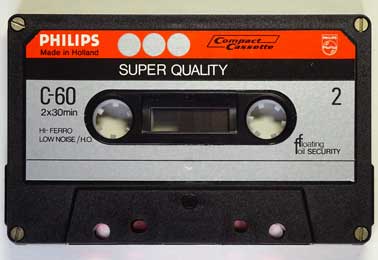 PHILIPS
Made in Holland
Compact
Cassette
PHILIPS
SUPER QUALITY
C-60
2x30min
2
HI-FERRO
LOW NOISE/H.O.
floating
foil SECURITY